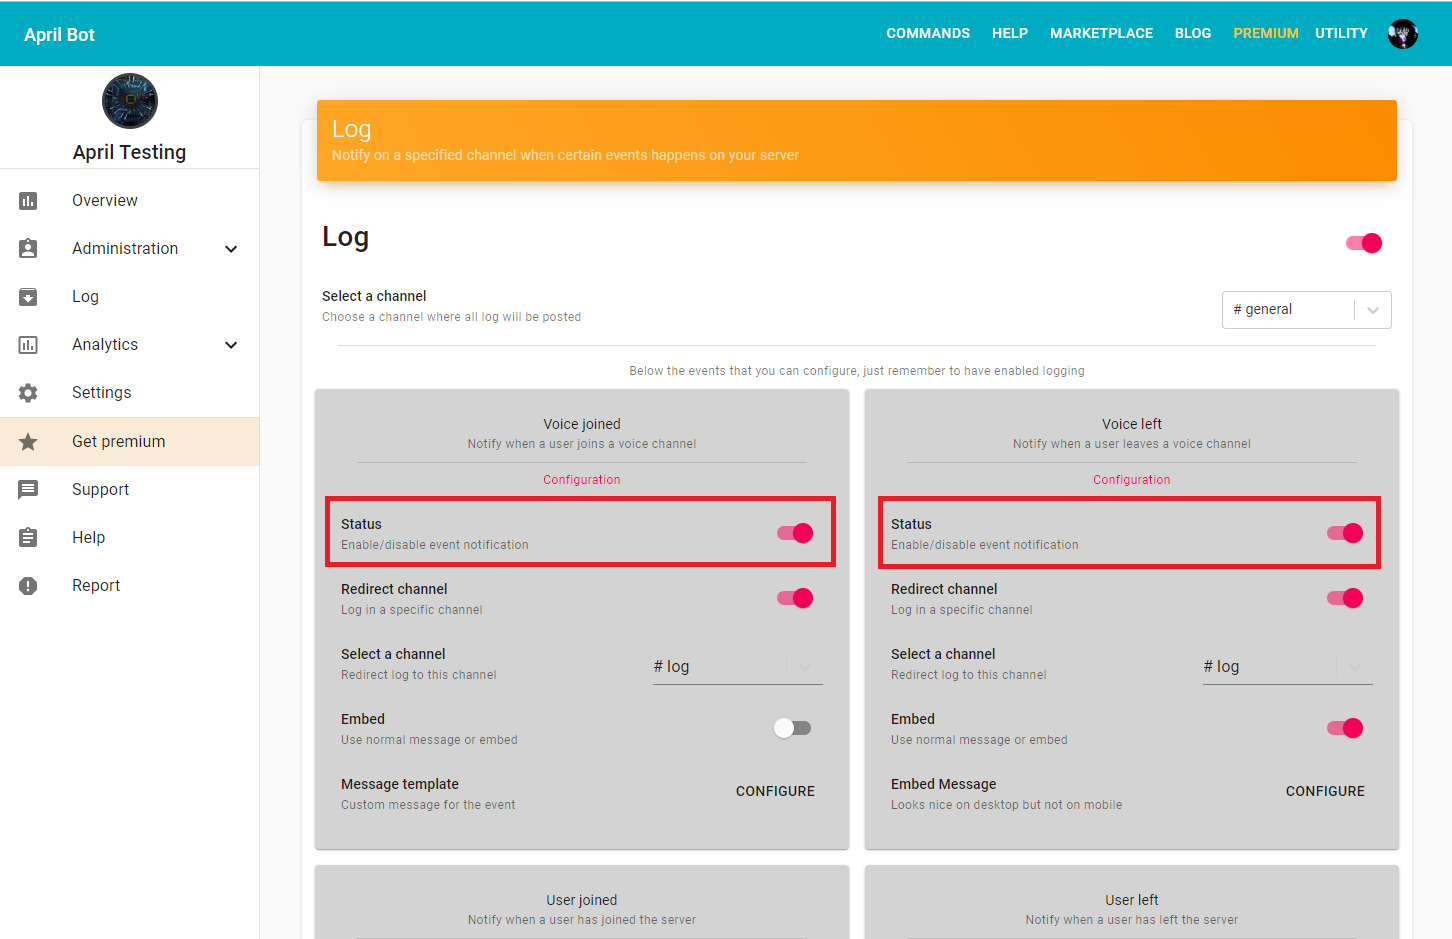 April Bot
COMMANDS HELP MARKETPLACE BLOG PREMIUM UTILITY
April Testing
Overview
Administration
Log
Analytics
Settings
Get premium
Support
Help
Report
Log
Notify on a specified channel when certain events happens on your server
Log
Select a channel
Choose a channel where all log will be posted
# general
Below the events that you can configure, just remember to have enabled logging
Voice joined
Notify when a user joins a voice channel
Configuration
Status
Enable/disable event notification
Redirect channel
Log in a specific channel
Select a channel
Redirect log to this channel
# log
Embed
Use normal message or embed
Message template
Custom message for the event
CONFIGURE
Voice left
Notify when a user leaves a voice channel
Configuration
Status
Enable/disable event notification
Redirect channel
Log in a specific channel
Select a channel
Redirect log to this channel
# log
Embed
Use normal message or embed
Embed Message
Looks nice on desktop but not on mobile
CONFIGURE
User joined
Notify when a user has joined the server
User left
Notify when a user has left the server